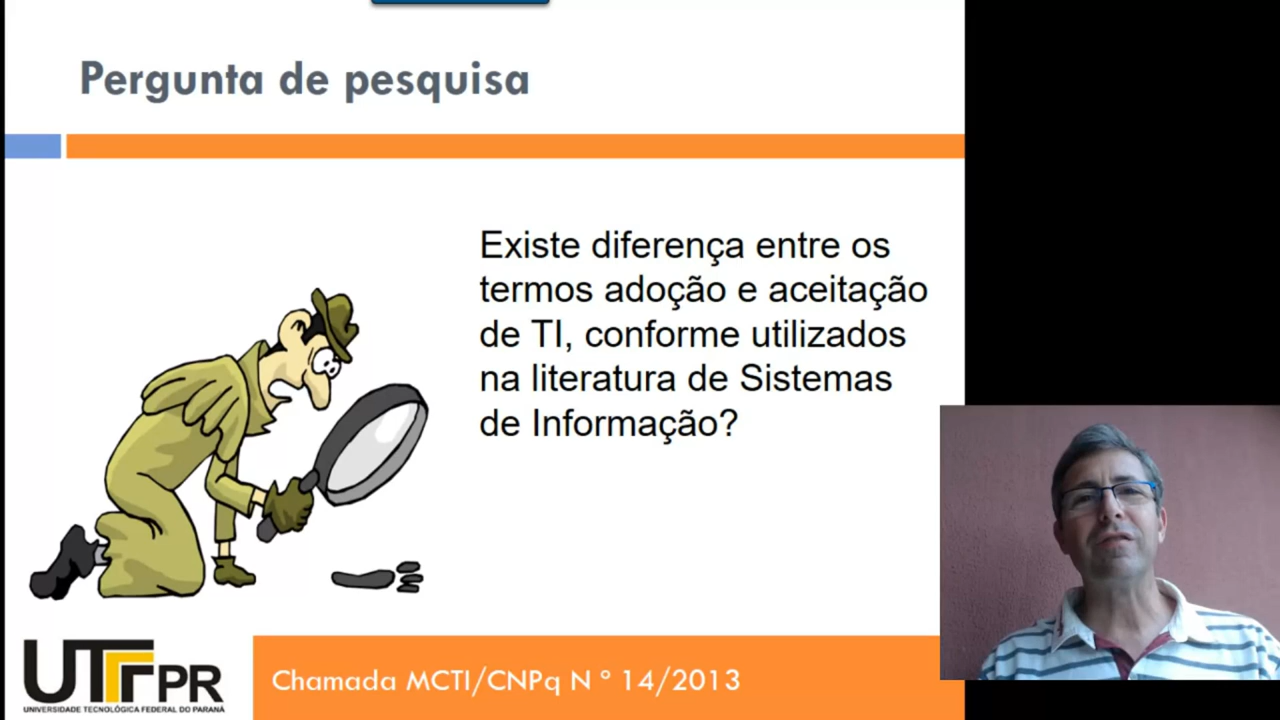 Pergunta de pesquisa
Existe diferença entre os
termos adoção e aceitação
de TI, conforme utilizados
na literatura de Sistemas
de Informação?
UTFPR
UNIVERSIDADE TECNOLÓGICA FEDERAL DO PARANÁ
Chamada MCTI/CNPq N º 14/2013